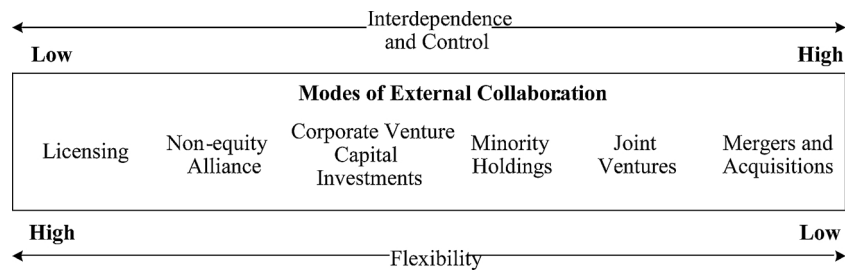 Interdependence
and Control
Low High
Modes of External Collaboration
Licensing
Non-equity
Alliance
Corporate Venture
Capital
Investments
Minority
Holdings
Joint
Ventures
Mergers and
Acquisitions
High Low
Flexibility